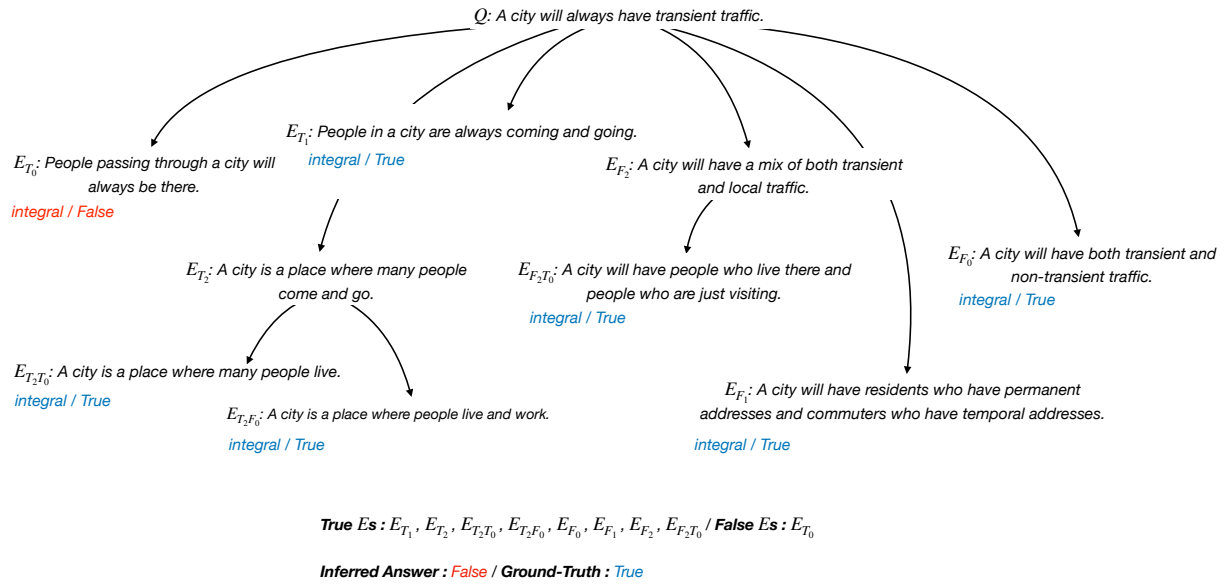 Q: A city will always have transient traffic.
E_{T_1}: People in a city are always coming and going.
integral / True
E_{T_0}: People passing through a city will
always be there.
integral / False
E_{F_2}: A city will have a mix of both transient
and local traffic.
E_{F_0}: A city will have both transient and
non-transient traffic.
integral / True
E_{T_2}: A city is a place where many people
come and go.
E_{F_2T_0}: A city will have people who live there and
people who are just visiting.
integral / True
E_{T_2T_0}: A city is a place where many people live.
integral / True
E_{T_2F_0}: A city is a place where people live and work.
integral / True
E_{F_1}: A city will have residents who have permanent
addresses and commuters who have temporal addresses.
integral / True
True Es : E_{T_1} , E_{T_2} , E_{T_2T_0} , E_{T_2F_0} , E_{F_0} , E_{F_1} , E_{F_2} , E_{F_2T_0} / False Es : E_{T_0}
Inferred Answer : False / Ground-Truth : True